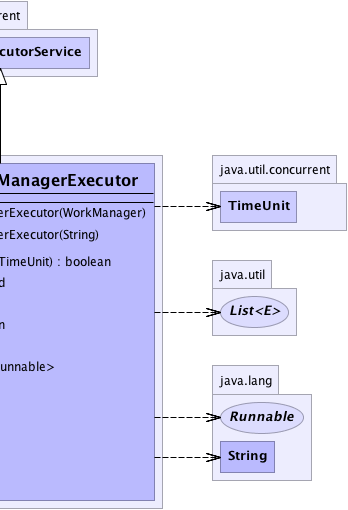 rent
cutorService
ManagerExecutor
erExecutor(WorkManager)
erExecutor(String)
TimeUnit) : boolean
d
n
unnable>
java.util.concurrent
TimeUnit
java.util
List<E>
java.lang
Runnable
String